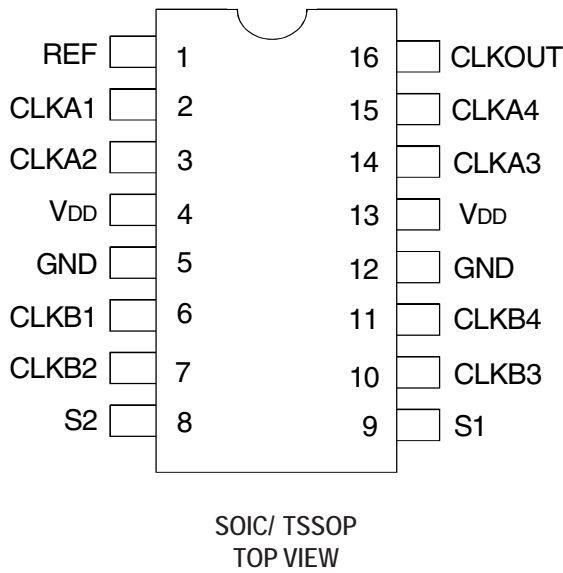 REF 1 16 CLKOUT
CLKA1 2 15 CLKA4
CLKA2 3 14 CLKA3
VDD 4 13 VDD
GND 5 12 GND
CLKB1 6 11 CLKB4
CLKB2 7 10 CLKB3
S2 8 9 S1
SOIC/ TSSOP
TOP VIEW